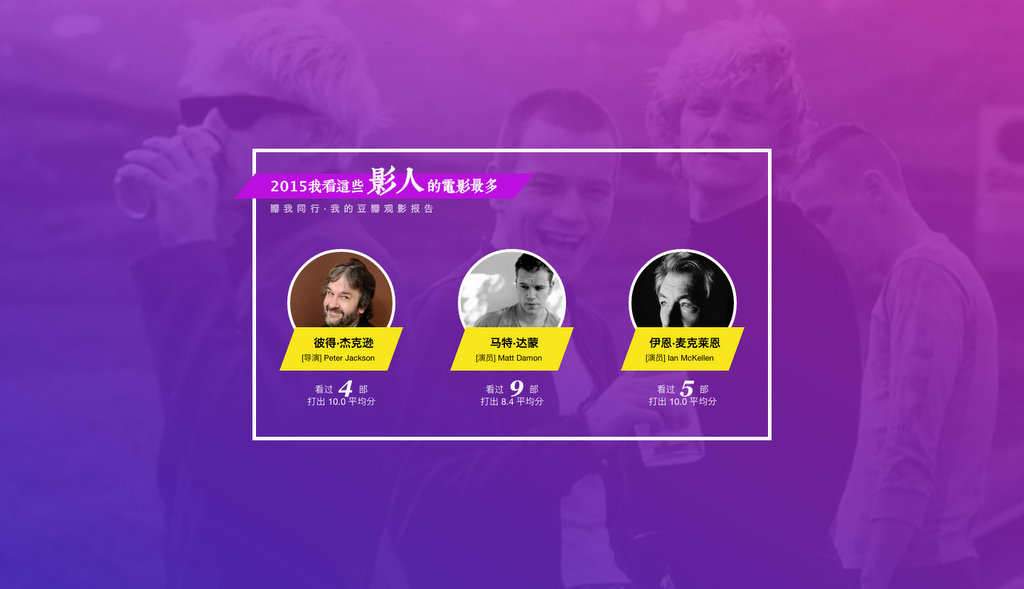 2015我看這些影人的電影最多
瓣我同行·我的豆瓣观影报告
彼得·杰克逊
[导演] Peter Jackson
看过 4 部
打出 10.0 平均分
马特·达蒙
[演员] Matt Damon
看过 9 部
打出 8.4 平均分
伊恩·麦克莱恩
[演员] Ian McKellen
看过 5 部
打出 10.0 平均分